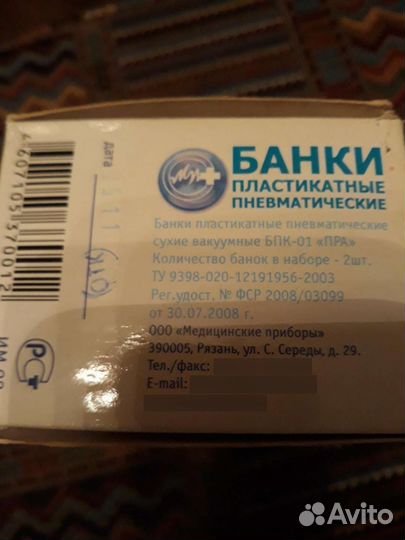 БАНКИ
ПЛАСТИКАТНЫЕ
ПНЕВМАТИЧЕСКИЕ
Банки пластикатные пневматические
сухие вакуумные БПК-01 «ПРА»
Количество банок в наборе - 2шт.
ТУ 9398-020-12191956-2003
Рег.удост. № ФСР 2008/03099
от 30.07.2008 г.
ООО «Медицинские приборы»
390005, Рязань, ул. С. Середы, д. 29.
Тел./факс:
E-mail:
Дата
4607105370012
РС
Avito